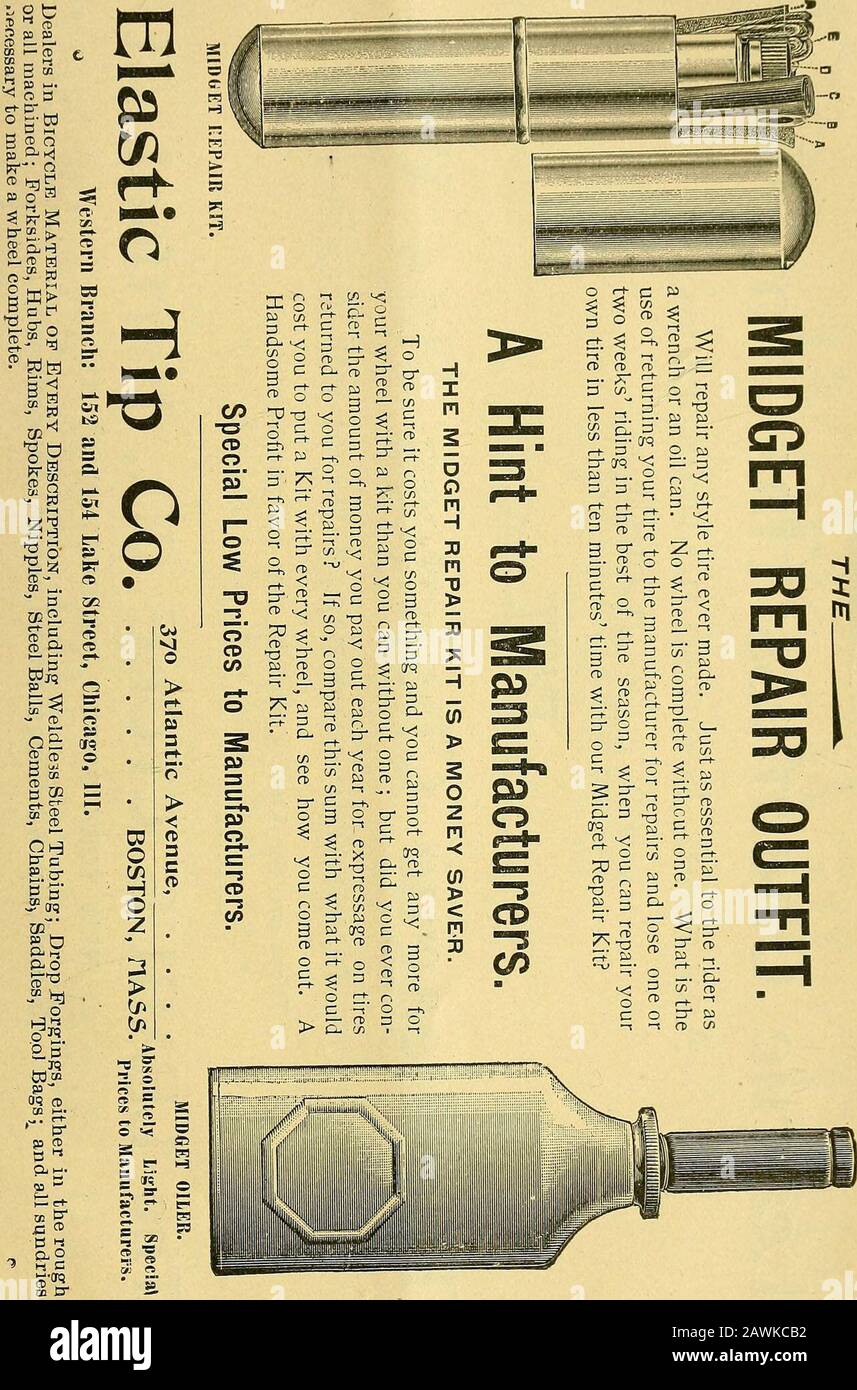 THE
MIDGET REPAIR OUTFIT.
Will repair any style tire ever made. Just as essential to the rider as
a wrench or an oil can. No wheel is complete without one. What is the
use of returning your tire to the manufacturer for repairs and lose one or
two weeks' riding in the best of the season, when you can repair your
own tire in less than ten minutes' time with our Midget Repair Kit?
A Hint to Manufacturers.
THE MIDGET REPAIR KIT IS A MONEY SAVER.
To be sure it costs you something and you cannot get any more for
your wheel with a kit than you can without one; but did you ever con-
sider the amount of money you pay out each year for expressage on tires
returned to you for repairs? If so, compare this sum with what it would
cost you to put a Kit with every wheel, and see how you come out. A
Handsome Profit in favor of the Repair Kit.
Special Low Prices to Manufacturers.
A
E
D
C
B
A
MIDGET REPAIR KIT.
MIDGET OILER.
Absolutely Light. Special
Prices to Manufacturers.
Elastic Tip Co.
370 Atlantic Avenue, . . . .
. . . . . BOSTON, MASS.
Western Branch: 152 and 154 Lake Street, Chicago, Ill.
Dealers in Bicycle Material of Every Description, including Weldless Steel Tubing; Drop Forgings, either in the rough
or all machined; Forksides, Hubs, Rims, Spokes, Nipples, Steel Balls, Cements, Chains, Saddles, Tool Bags; and all sundries
necessary to make a wheel complete.
alamy
Image ID: 2AWKCB2
www.alamy.com